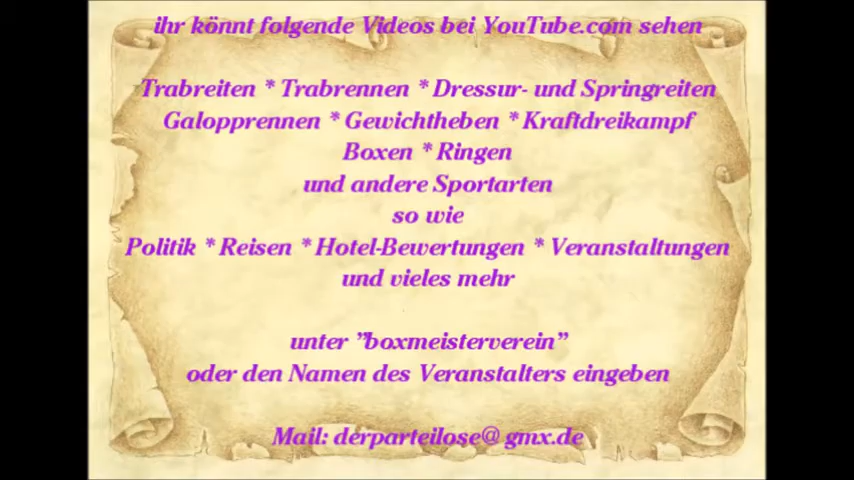 ihr könnt folgende Videos bei YouTube.com sehen
Trabreiten * Trabrennen * Dressur- und Springreiten
Galopprennen * Gewichtheben * Kraftdreikampf
Boxen * Ringen
und andere Sportarten
so wie
Politik * Reisen * Hotel-Bewertungen * Veranstaltungen
und vieles mehr
unter "boxmeisterverein"
oder den Namen des Veranstalters eingeben
Mail: derparteilose@gmx.de